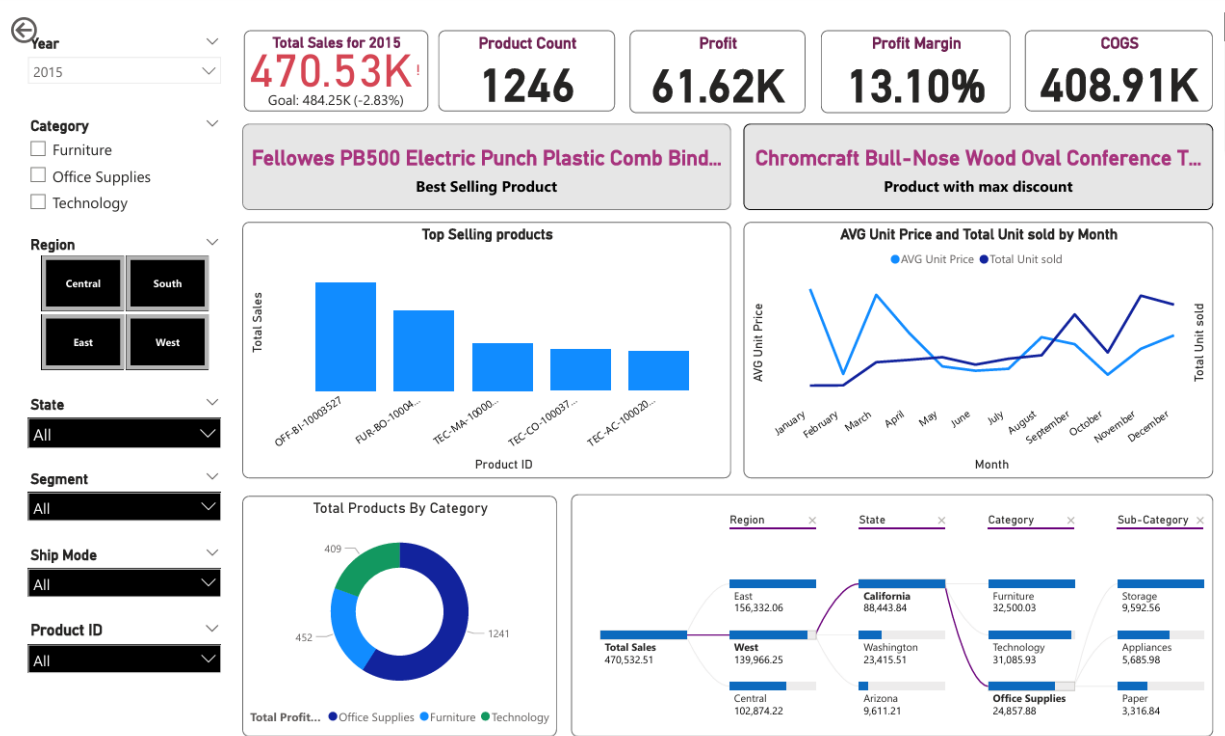 Year
2015
Category
Furniture
Office Supplies
Technology
Region
Central
South
East
West
State
All
Segment
All
Ship Mode
All
Product ID
All
Total Sales for 2015
470.53K!
Goal: 484.25K (-2.83%)
Product Count
1246
Profit
61.62K
Profit Margin
13.10%
COGS
408.91K
Fellowes PB500 Electric Punch Plastic Comb Bind...
Best Selling Product
Chromcraft Bull-Nose Wood Oval Conference T...
Product with max discount
Top Selling products
Total Sales
OFF-BI-10003527
FUR-BO-10004...
TEC-MA-10000...
TEC-CO-100037...
TEC-AC-100020...
Product ID
AVG Unit Price and Total Unit sold by Month
AVG Unit Price
Total Unit sold
AVG Unit Price
Total Unit sold
January
February
March
April
May
June
July
August
September
October
November
December
Month
Total Products By Category
409
452
1241
Total Profit...
Office Supplies
Furniture
Technology
Region
State
Category
Sub-Category
Total Sales
470,532.51
East
156,332.06
West
139,966.25
Central
102,874.22
California
88,443.84
Washington
23,415.51
Arizona
9,611.21
Furniture
32,500.03
Technology
31,085.93
Office Supplies
24,857.88
Storage
9,592.56
Appliances
5,685.98
Paper
3,316.84